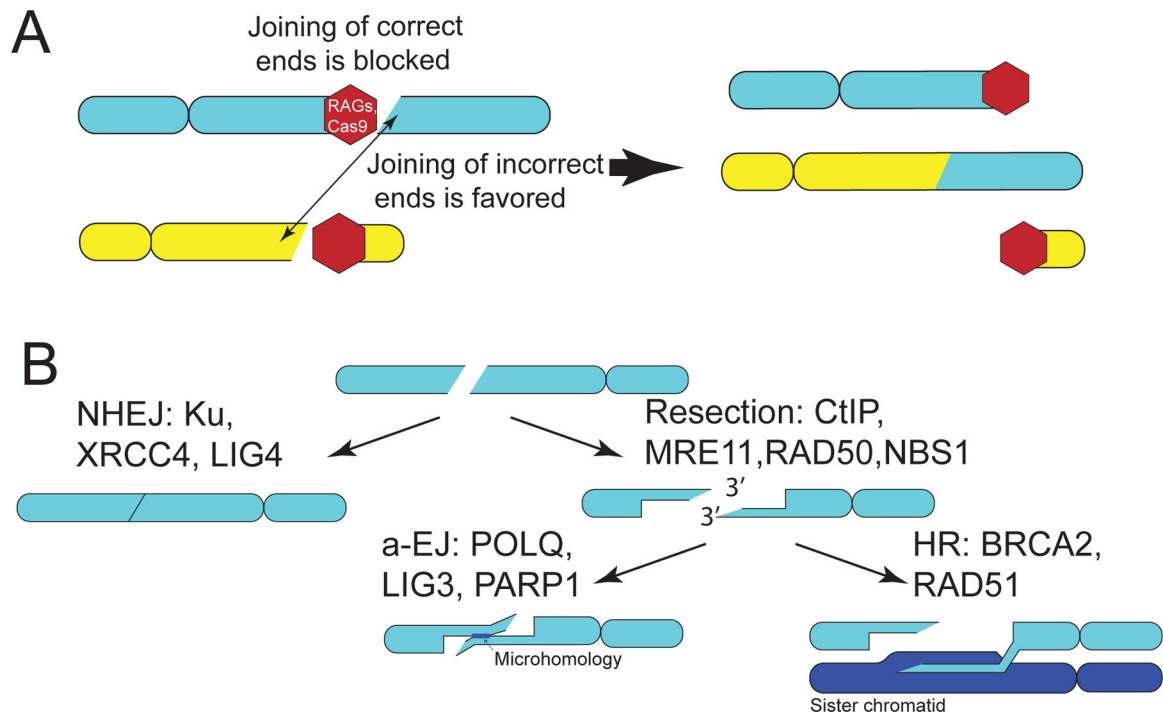 A
Joining of correct
ends is blocked
RAGs,
Cas9
Joining of incorrect
ends is favored
B
NHEJ: Ku,
XRCC4, LIG4
Resection: CtIP,
MRE11,RAD50,NBS1
3′
3′
a-EJ: POLQ,
LIG3, PARP1
Microhomology
HR: BRCA2,
RAD51
Sister chromatid